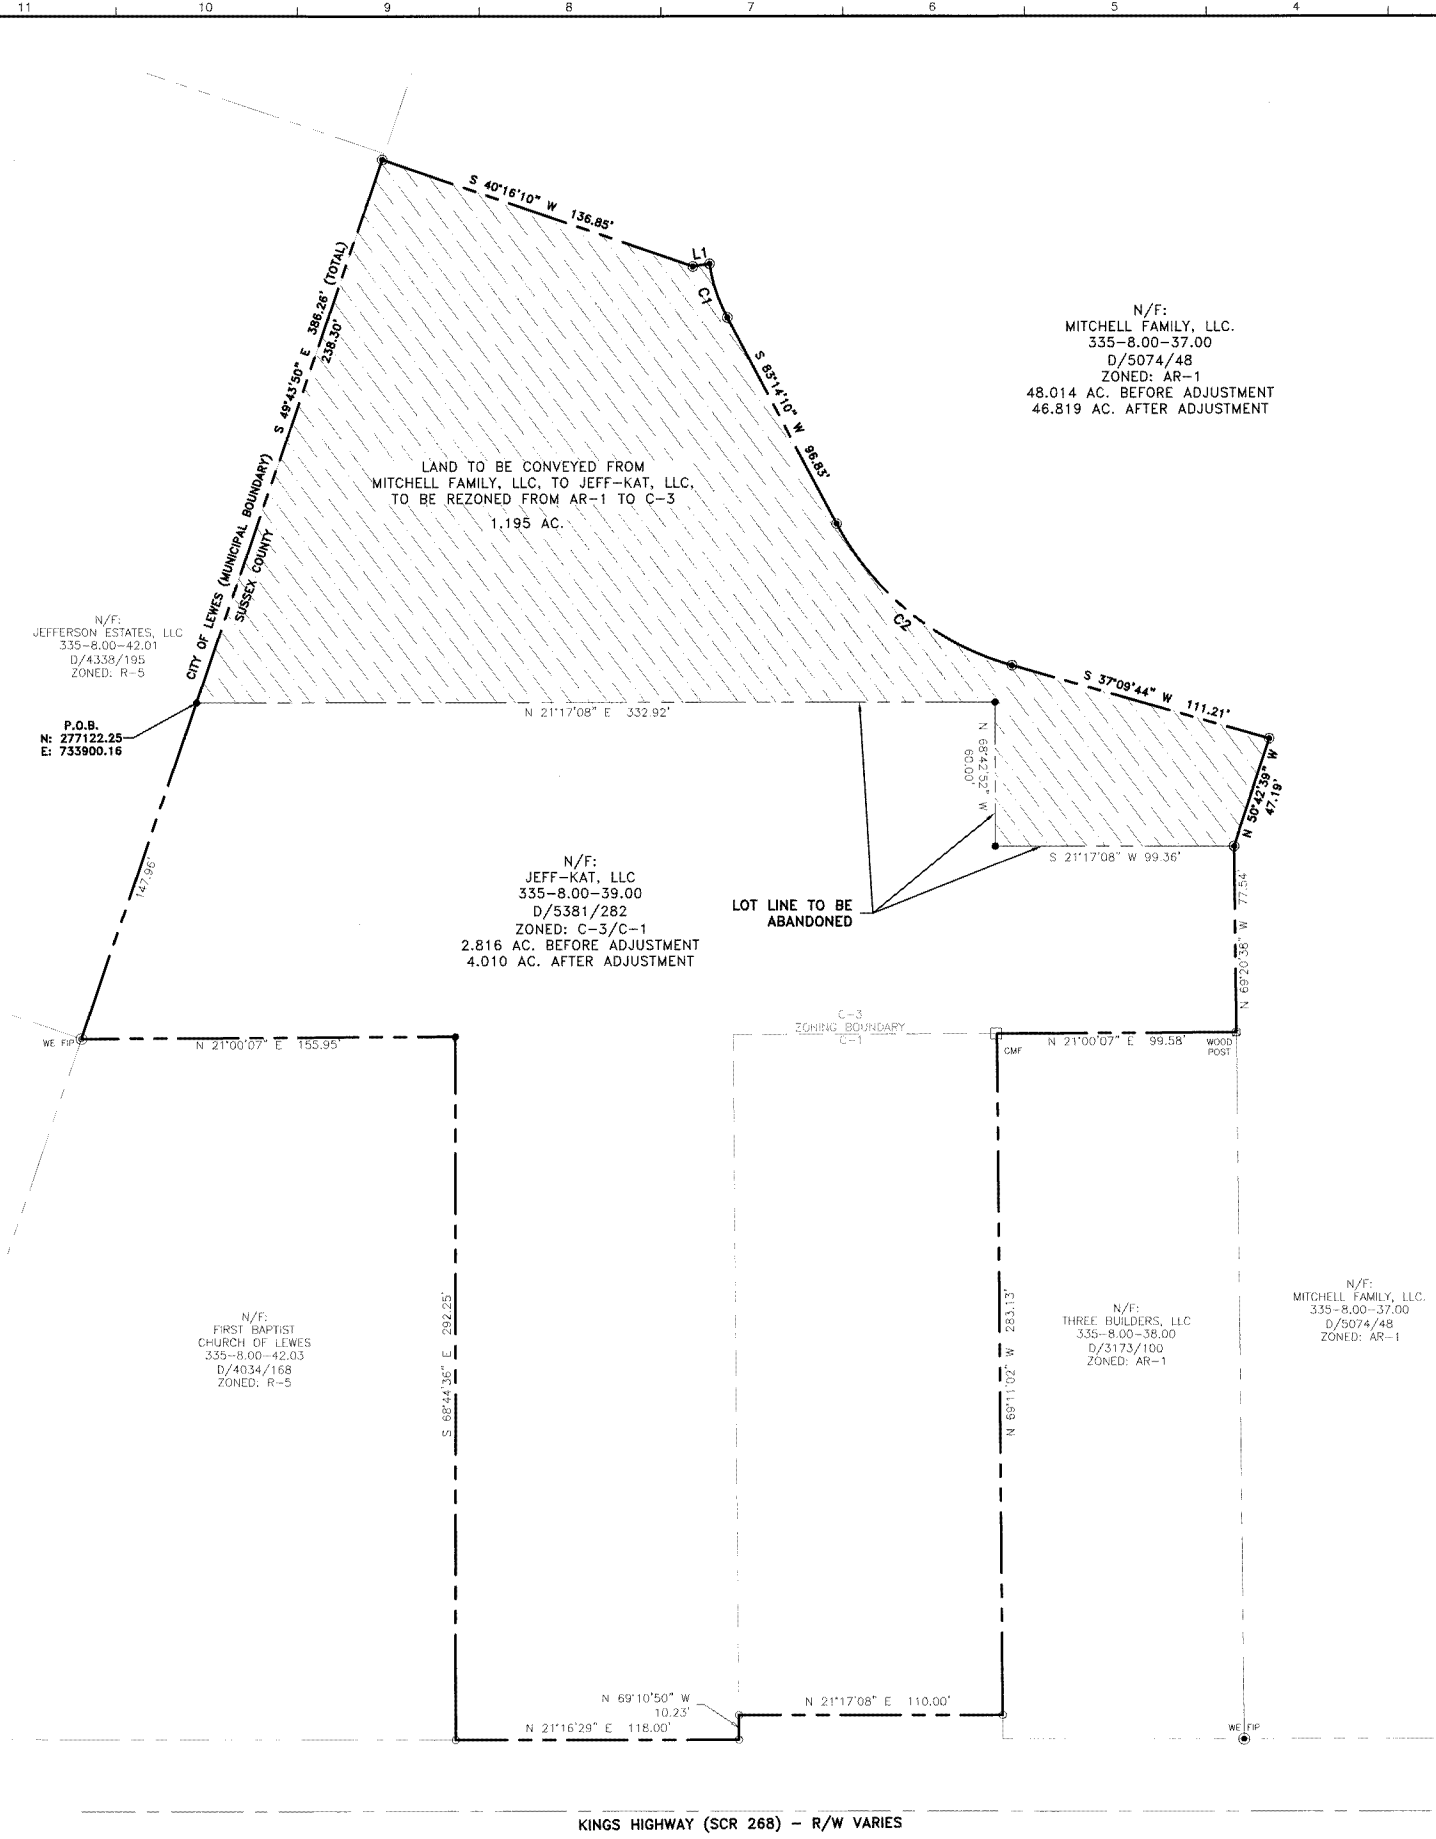 11 10 9 8 7 6 5 4
S 40°16'10" W 136.85'
L1
C1
S 83°14'10" W 96.83'
C2
S 37°09'44" W 111.21'
N 50°42'39" W
47.19'
S 49°43'50" E 386.26' (TOTAL)
238.30'
CITY OF LEWES (MUNICIPAL BOUNDARY)
SUSSEX COUNTY
N/F:
MITCHELL FAMILY, LLC.
335-8.00-37.00
D/5074/48
ZONED: AR-1
48.014 AC. BEFORE ADJUSTMENT
46.819 AC. AFTER ADJUSTMENT
LAND TO BE CONVEYED FROM
MITCHELL FAMILY, LLC, TO JEFF-KAT, LLC,
TO BE REZONED FROM AR-1 TO C-3
1.195 AC.
N/F:
JEFFERSON ESTATES, LLC
335-8.00-42.01
D/4338/195
ZONED: R-5
P.O.B.
N: 277122.25
E: 733900.16
N 21°17'08" E 332.92'
N 68°42'52" W
60.00'
S 21°17'08" W 99.36'
147.96'
N/F:
JEFF-KAT, LLC
335-8.00-39.00
D/5381/282
ZONED: C-3/C-1
2.816 AC. BEFORE ADJUSTMENT
4.010 AC. AFTER ADJUSTMENT
LOT LINE TO BE
ABANDONED
N 69°20'36" W 77.54'
C-3
ZONING BOUNDARY
C-1
WE FIP
N 21°00'07" E 155.95'
CMF
N 21°00'07" E 99.58'
WOOD
POST
S 68°44'36" E 292.25'
N 69°11'02" W 283.13'
N/F:
FIRST BAPTIST
CHURCH OF LEWES
335-8.00-42.03
D/4034/168
ZONED: R-5
N/F:
THREE BUILDERS, LLC
335-8.00-38.00
D/3173/100
ZONED: AR-1
N/F:
MITCHELL FAMILY, LLC.
335-8.00-37.00
D/5074/48
ZONED: AR-1
N 69°10'50" W
10.23'
N 21°16'29" E 118.00'
N 21°17'08" E 110.00'
WE FIP
KINGS HIGHWAY (SCR 268) - R/W VARIES